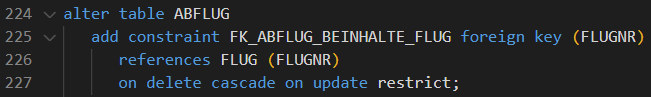 224 alter table ABFLUG
225 add constraint FK_ABFLUG_BEINHALTE_FLUG foreign key (FLUGNR)
226 references FLUG (FLUGNR)
227 on delete cascade on update restrict;